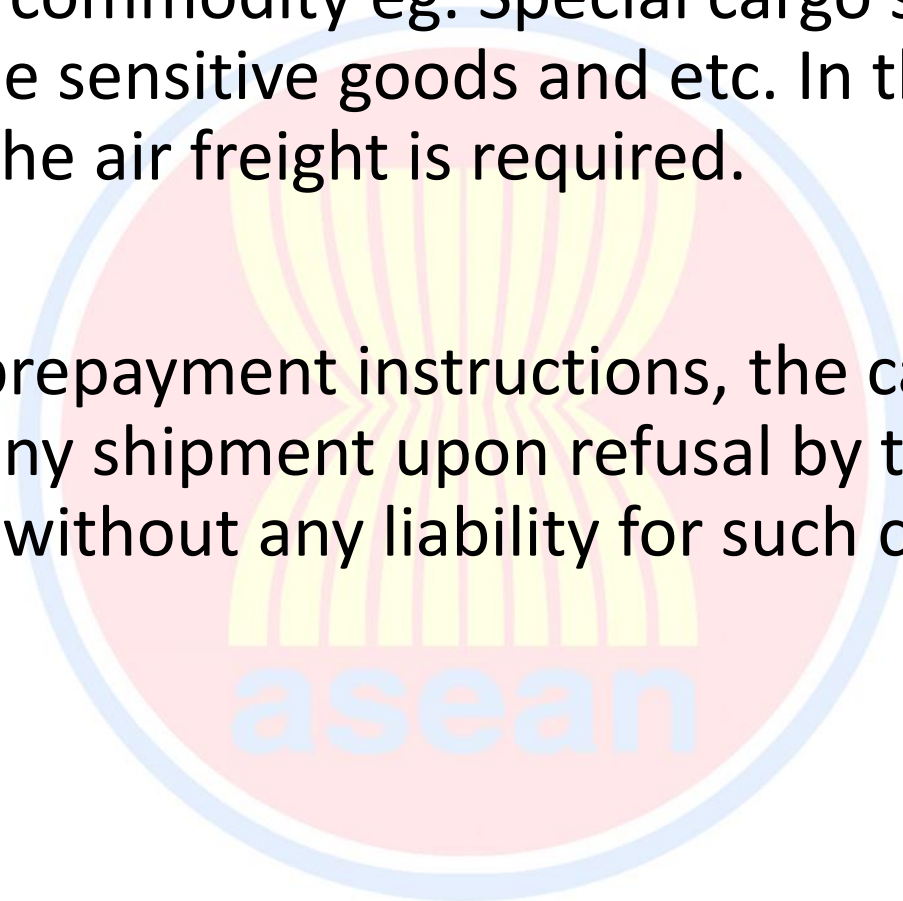 commodity eg. Special cargo s
e sensitive goods and etc. In t
he air freight is required.
prepayment instructions, the ca
ny shipment upon refusal by t
without any liability for such
asean